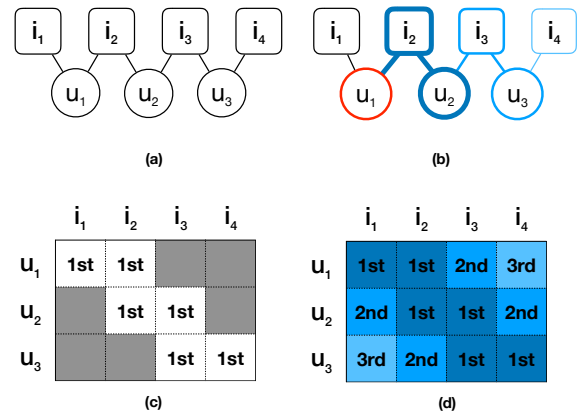 i1 i2 i3 i4 i1 i2 i3 i4
u1 u2 u3 u1 u2 u3
(a) (b)
i1 i2 i3 i4 i1 i2 i3 i4
u1 1st 1st u1 1st 1st 2nd 3rd
u2 1st 1st u2 2nd 1st 1st 2nd
u3 1st 1st u3 3rd 2nd 1st 1st
(c) (d)